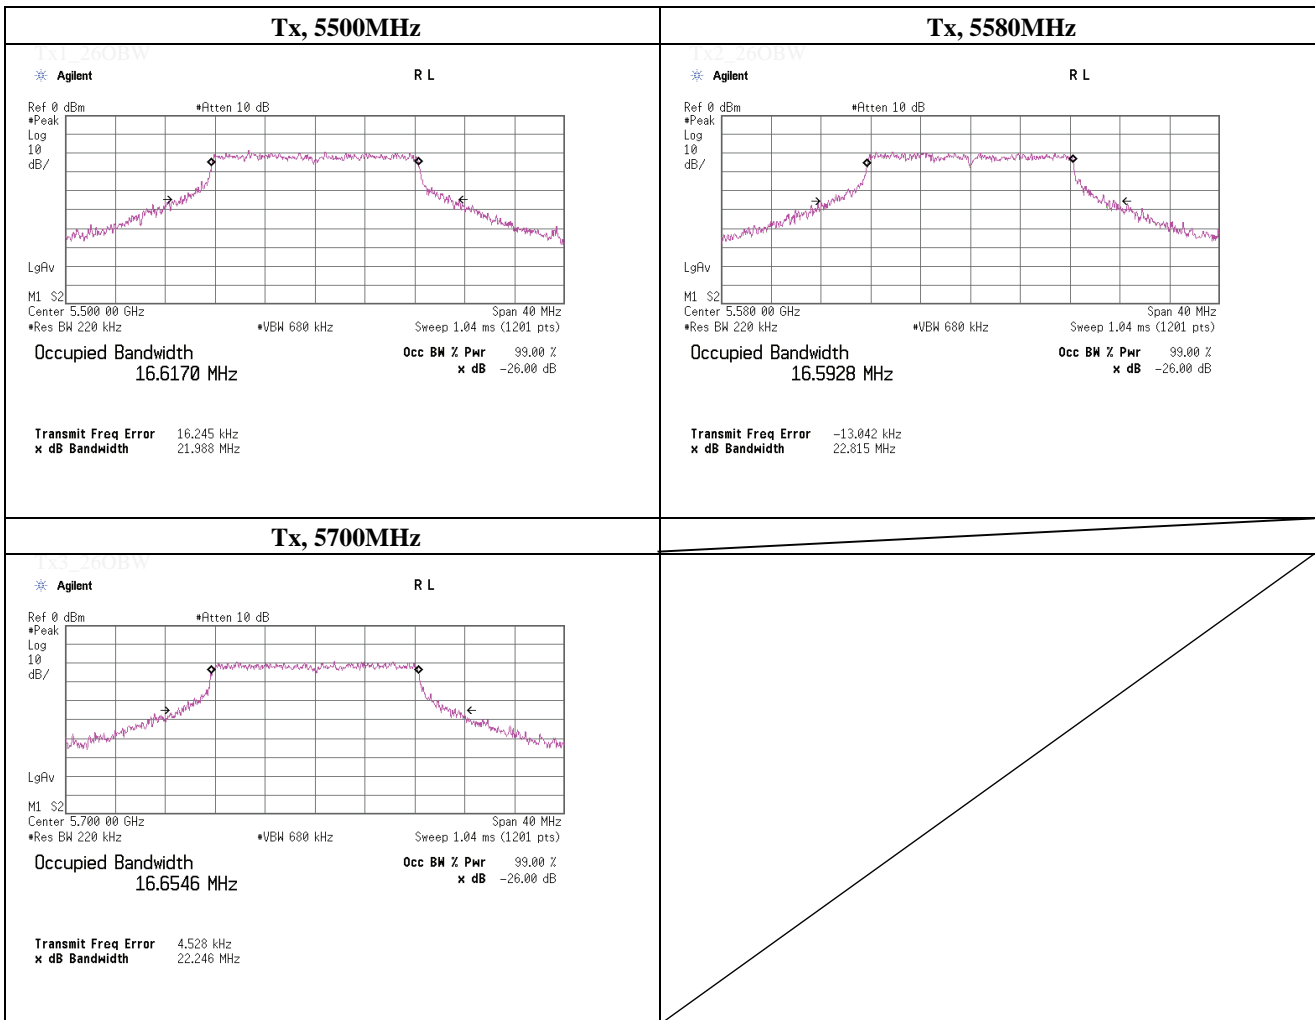 Tx, 5500MHz
Tx1_26OBW
Agilent R L
Ref 0 dBm #Atten 10 dB
#Peak
Log
10
dB/
LgAv
M1 S2
Center 5.500 00 GHz Span 40 MHz
#Res BW 220 kHz #VBW 680 kHz Sweep 1.04 ms (1201 pts)
Occupied Bandwidth Occ BW % Pwr 99.00 %
16.6170 MHz x dB -26.00 dB
Transmit Freq Error 16.245 kHz
x dB Bandwidth 21.988 MHz
Tx, 5580MHz
Tx2_26OBW
Agilent R L
Ref 0 dBm #Atten 10 dB
#Peak
Log
10
dB/
LgAv
M1 S2
Center 5.580 00 GHz Span 40 MHz
#Res BW 220 kHz #VBW 680 kHz Sweep 1.04 ms (1201 pts)
Occupied Bandwidth Occ BW % Pwr 99.00 %
16.5928 MHz x dB -26.00 dB
Transmit Freq Error -13.042 kHz
x dB Bandwidth 22.815 MHz
Tx, 5700MHz
Tx3_26OBW
Agilent R L
Ref 0 dBm #Atten 10 dB
#Peak
Log
10
dB/
LgAv
M1 S2
Center 5.700 00 GHz Span 40 MHz
#Res BW 220 kHz #VBW 680 kHz Sweep 1.04 ms (1201 pts)
Occupied Bandwidth Occ BW % Pwr 99.00 %
16.6546 MHz x dB -26.00 dB
Transmit Freq Error 4.528 kHz
x dB Bandwidth 22.246 MHz